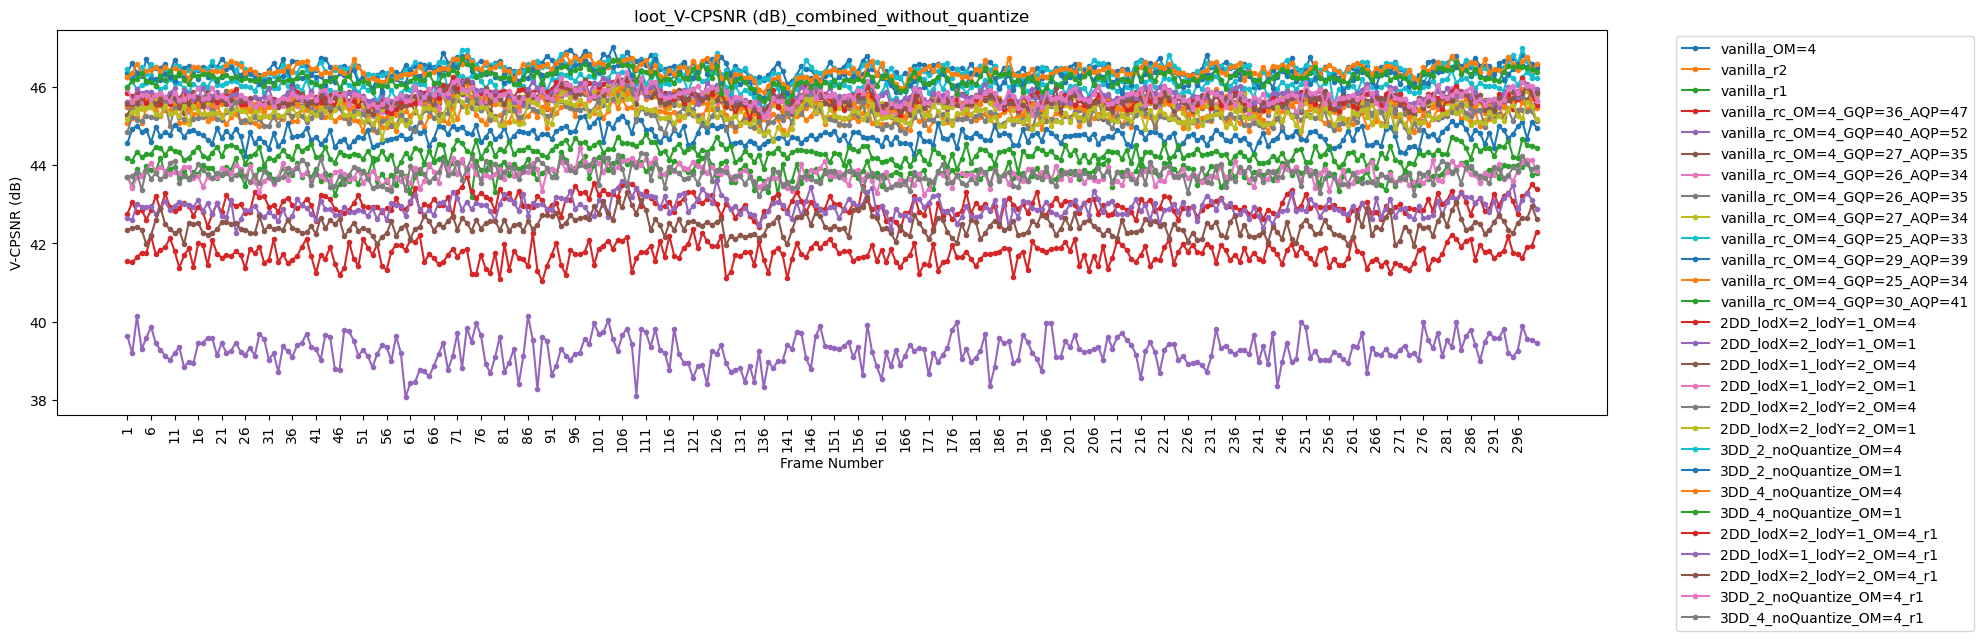 loot_V-CPSNR (dB)_combined_without_quantize
V-CPSNR (dB)
46
44
42
40
38
1 6 11 16 21 26 31 36 41 46 51 56 61 66 71 76 81 86 91 96 101 106 111 116 121 126 131 136 141 146 151 156 161 166 171 176 181 186 191 196 201 206 211 216 221 226 231 236 241 246 251 256 261 266 271 276 281 286 291 296
Frame Number
vanilla_OM=4
vanilla_r2
vanilla_r1
vanilla_rc_OM=4_GQP=36_AQP=47
vanilla_rc_OM=4_GQP=40_AQP=52
vanilla_rc_OM=4_GQP=27_AQP=35
vanilla_rc_OM=4_GQP=26_AQP=34
vanilla_rc_OM=4_GQP=26_AQP=35
vanilla_rc_OM=4_GQP=27_AQP=34
vanilla_rc_OM=4_GQP=25_AQP=33
vanilla_rc_OM=4_GQP=29_AQP=39
vanilla_rc_OM=4_GQP=25_AQP=34
vanilla_rc_OM=4_GQP=30_AQP=41
2DD_lodX=2_lodY=1_OM=4
2DD_lodX=2_lodY=1_OM=1
2DD_lodX=1_lodY=2_OM=4
2DD_lodX=1_lodY=2_OM=1
2DD_lodX=2_lodY=2_OM=4
2DD_lodX=2_lodY=2_OM=1
3DD_2_noQuantize_OM=4
3DD_2_noQuantize_OM=1
3DD_4_noQuantize_OM=4
3DD_4_noQuantize_OM=1
2DD_lodX=2_lodY=1_OM=4_r1
2DD_lodX=1_lodY=2_OM=4_r1
2DD_lodX=2_lodY=2_OM=4_r1
3DD_2_noQuantize_OM=4_r1
3DD_4_noQuantize_OM=4_r1